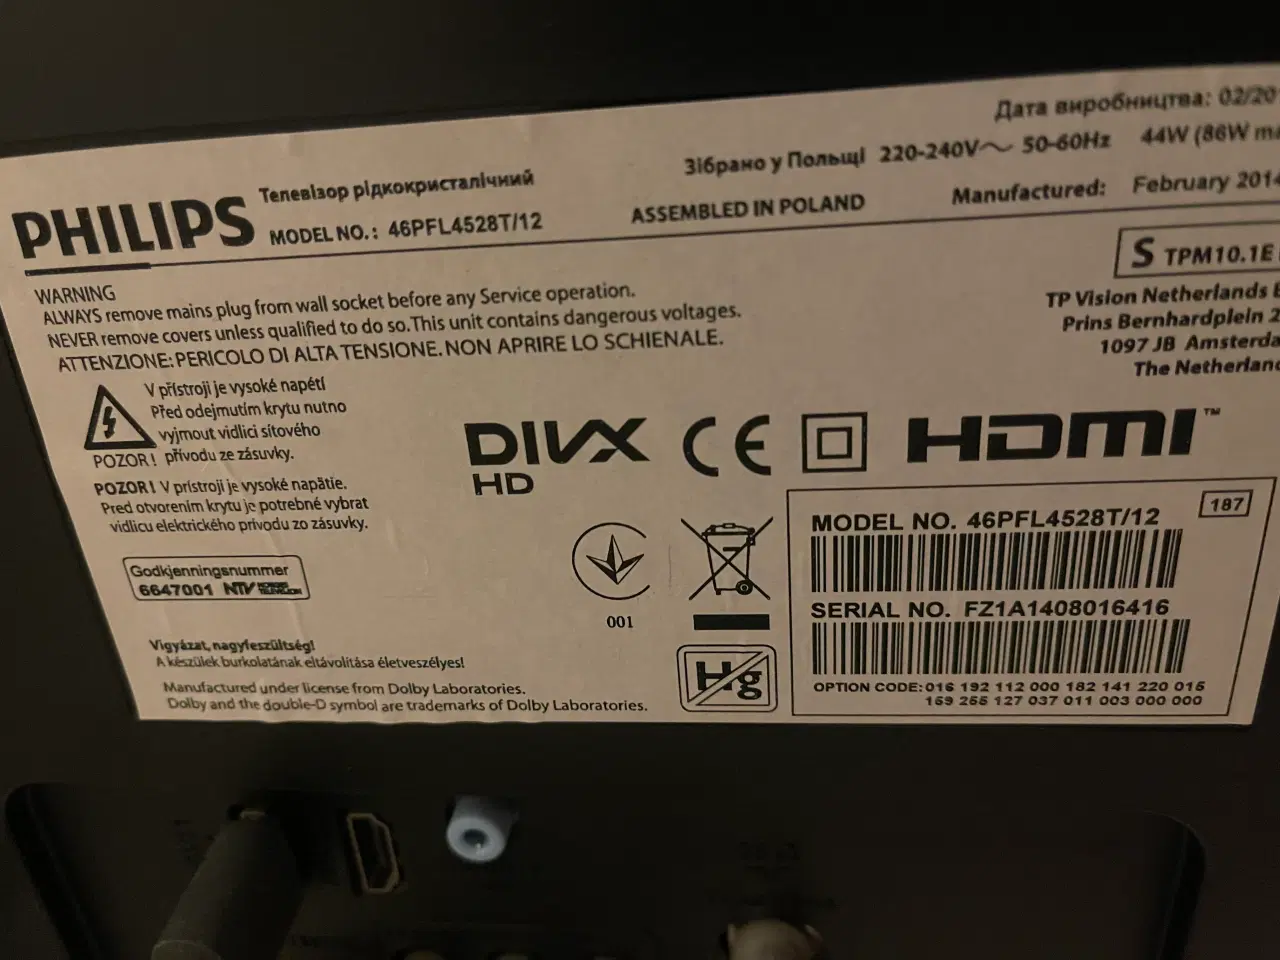 Дата виробництва: 02/20
Зібрано у Польщі 220-240V~ 50-60Hz 44W (86W
Телевізор рідкокристалічний
PHILIPS MODEL NO.: 46PFL4528T/12 ASSEMBLED IN POLAND Manufactured: February 2014
S TPM10.1E
WARNING
ALWAYS remove mains plug from wall socket before any Service operation.
NEVER remove covers unless qualified to do so. This unit contains dangerous voltages.
ATTENZIONE: PERICOLO DI ALTA TENSIONE. NON APRIRE LO SCHIENALE.
TP Vision Netherlands
Prins Bernhardplein 2
1097 JB Amsterda
The Netherlan
V přístroji je vysoké napětí
Před odejmutím krytu nutno
vyjmout vidlici síťového
POZOR! přívodu ze zásuvky.
POZOR! V prístroji je vysoké napätie.
Pred otvorením krytu je potrebné vybrat
vidlicu elektrického prívodu zo zásuvky.
DIVX
HD
CE
HDMI™
Godkjenningsnummer
6647001 NTV
001
Hg
187
MODEL NO. 46PFL4528T/12
SERIAL NO. FZ1A1408016416
OPTION CODE: 016 192 112 000 182 141 220 015
159 255 127 037 011 003 000 000
Vigyázat, nagyfeszültség!
A készülék burkolatának eltávolítása életveszélyes!
Manufactured under license from Dolby Laboratories.
Dolby and the double-D symbol are trademarks of Dolby Laboratories.